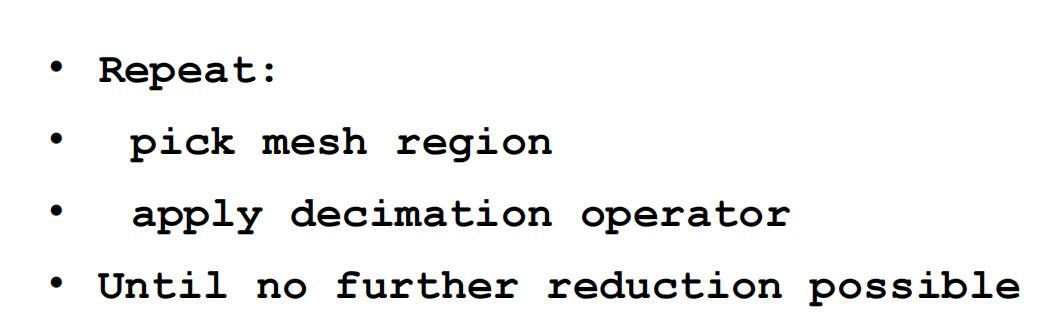 • Repeat:
•  pick mesh region
•  apply decimation operator
• Until no further reduction possible